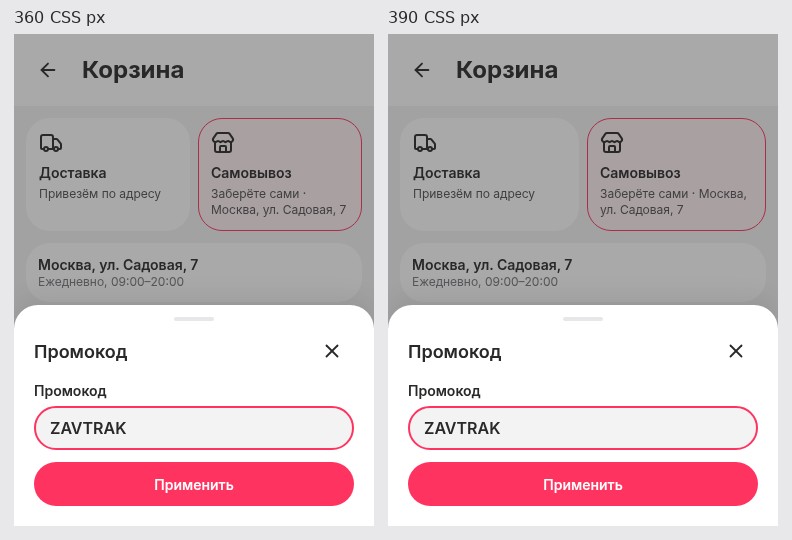 360 CSS px
Корзина
Доставка
Привезём по адресу
Самовывоз
Заберёте сами ·
Москва, ул. Садовая, 7
Москва, ул. Садовая, 7
Ежедневно, 09:00–20:00
Промокод
Промокод
ZAVTRAK
Применить
390 CSS px
Корзина
Доставка
Привезём по адресу
Самовывоз
Заберёте сами · Москва,
ул. Садовая, 7
Москва, ул. Садовая, 7
Ежедневно, 09:00–20:00
Промокод
Промокод
ZAVTRAK
Применить